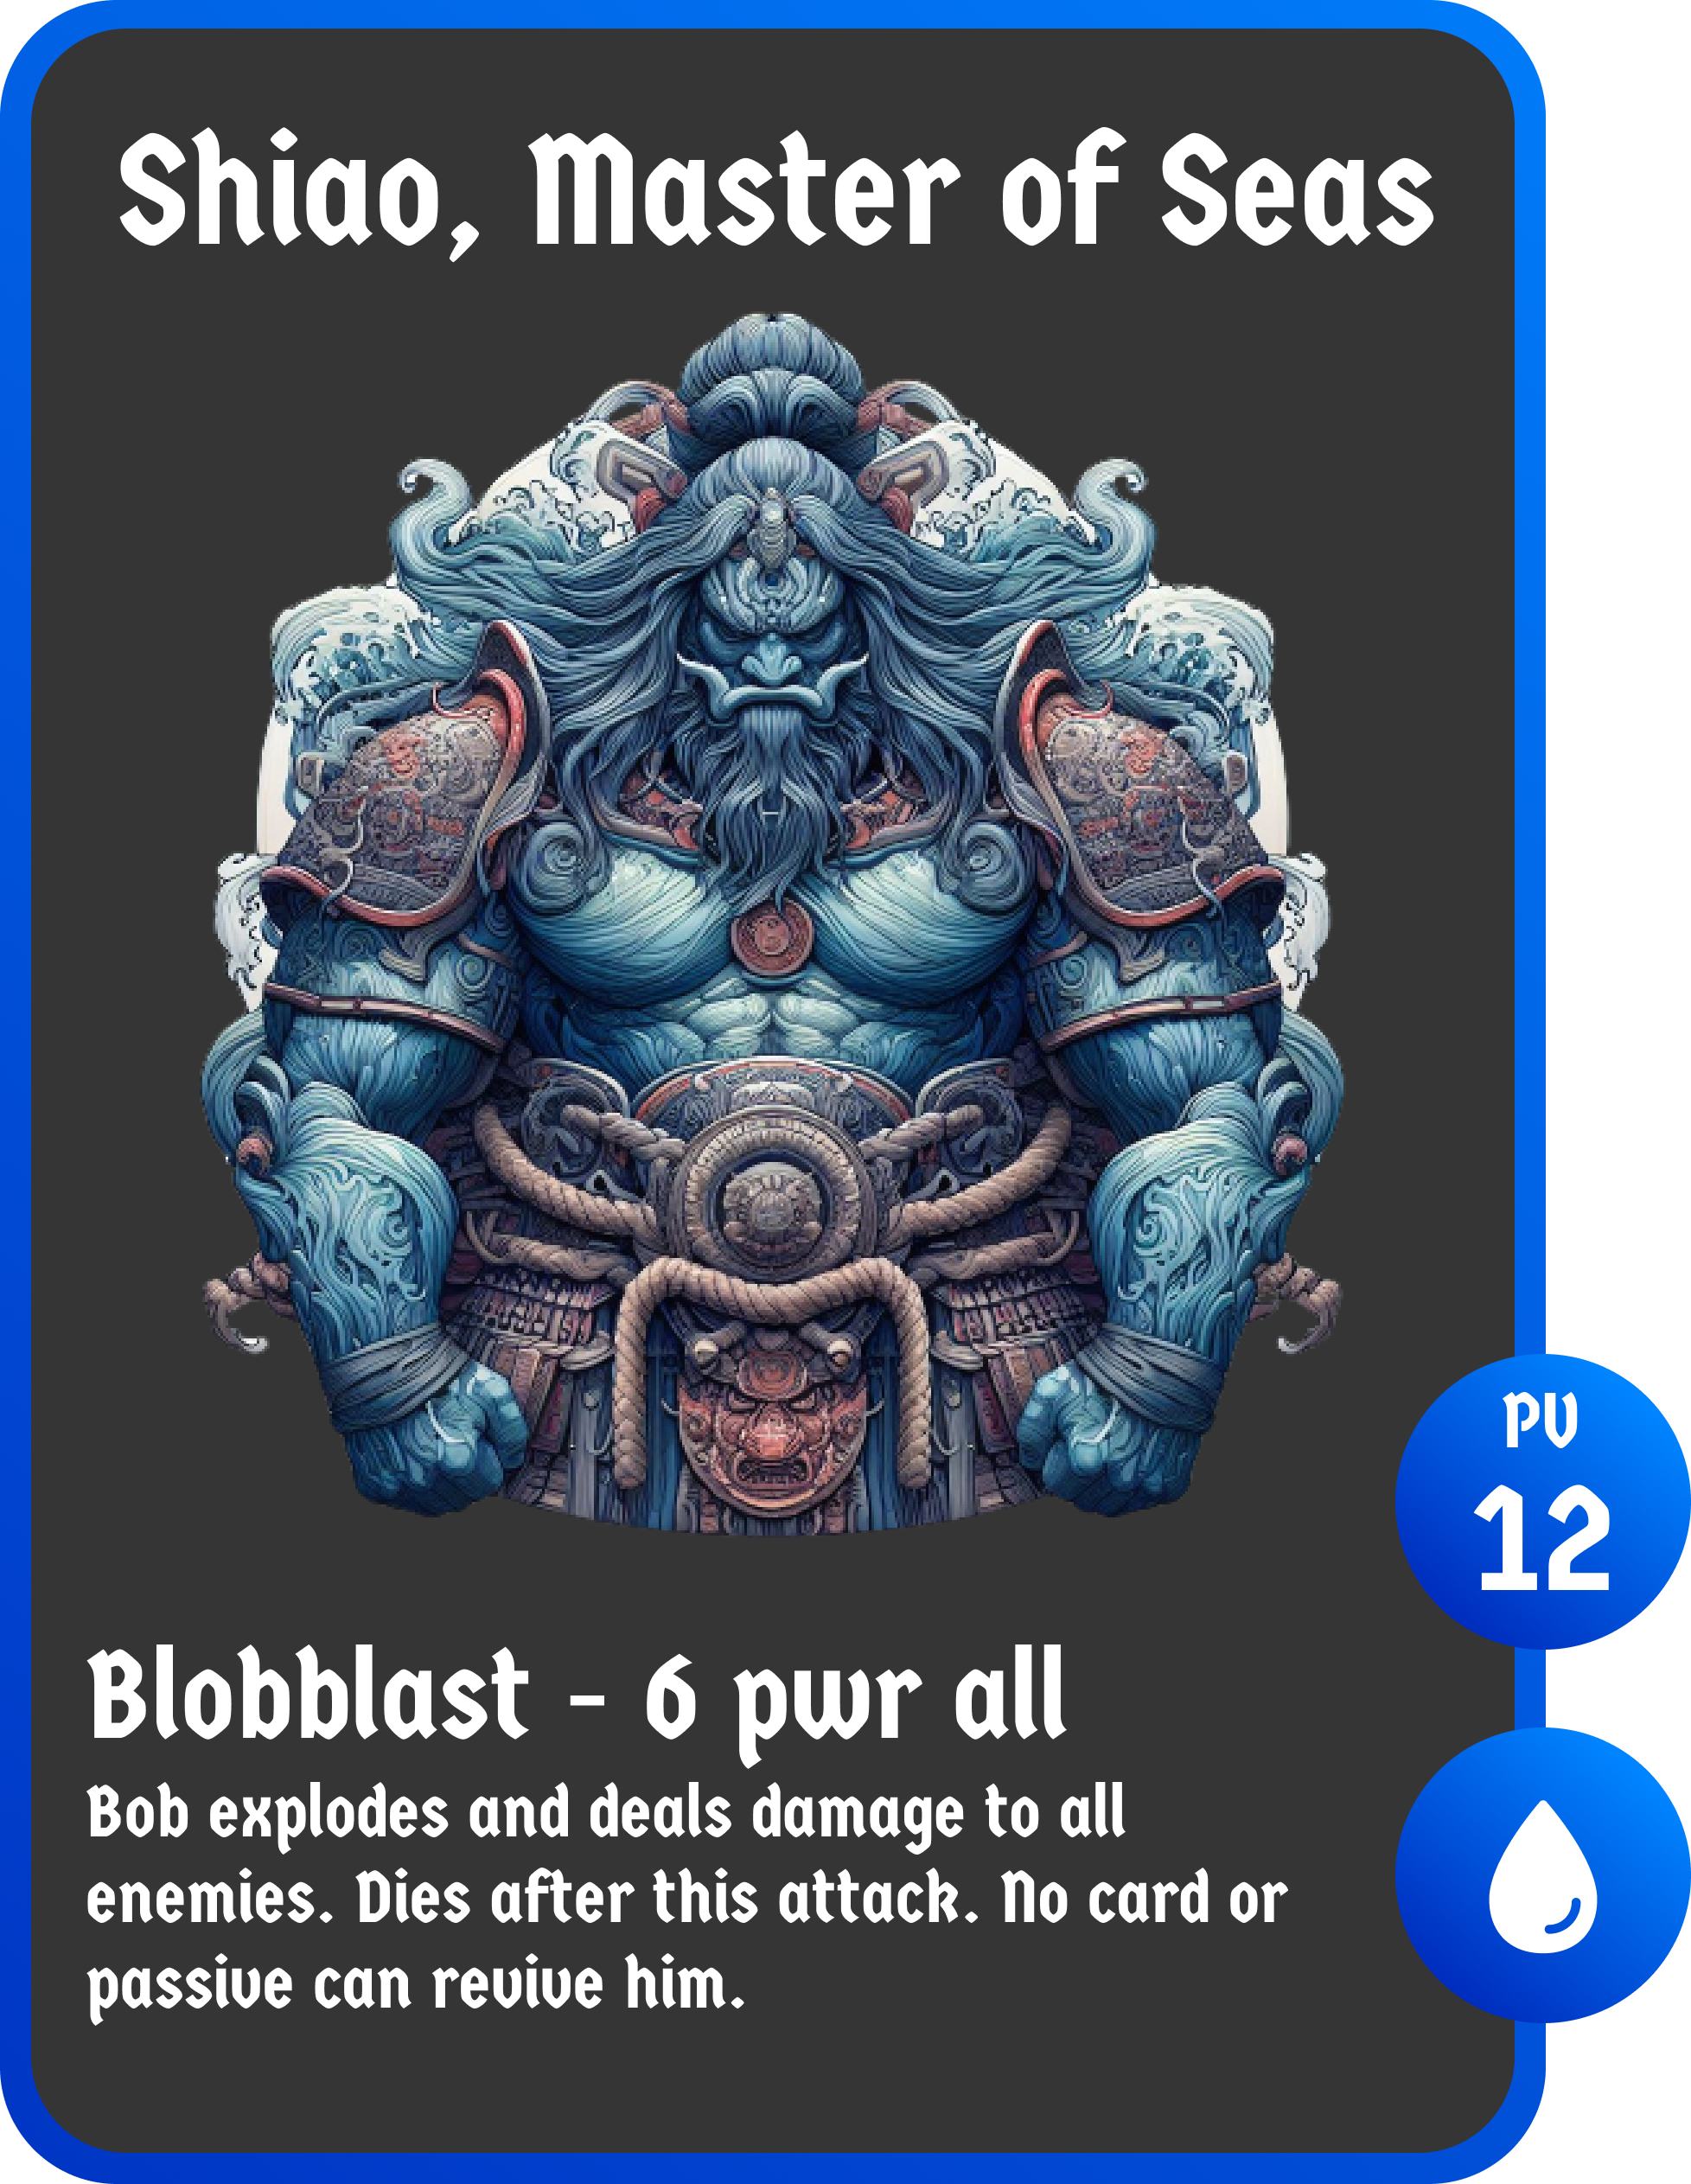 Shiao, Master of Seas
PV
12
Blobblast - 6 pwr all
Bob explodes and deals damage to all
enemies. Dies after this attack. No card or
passive can revive him.